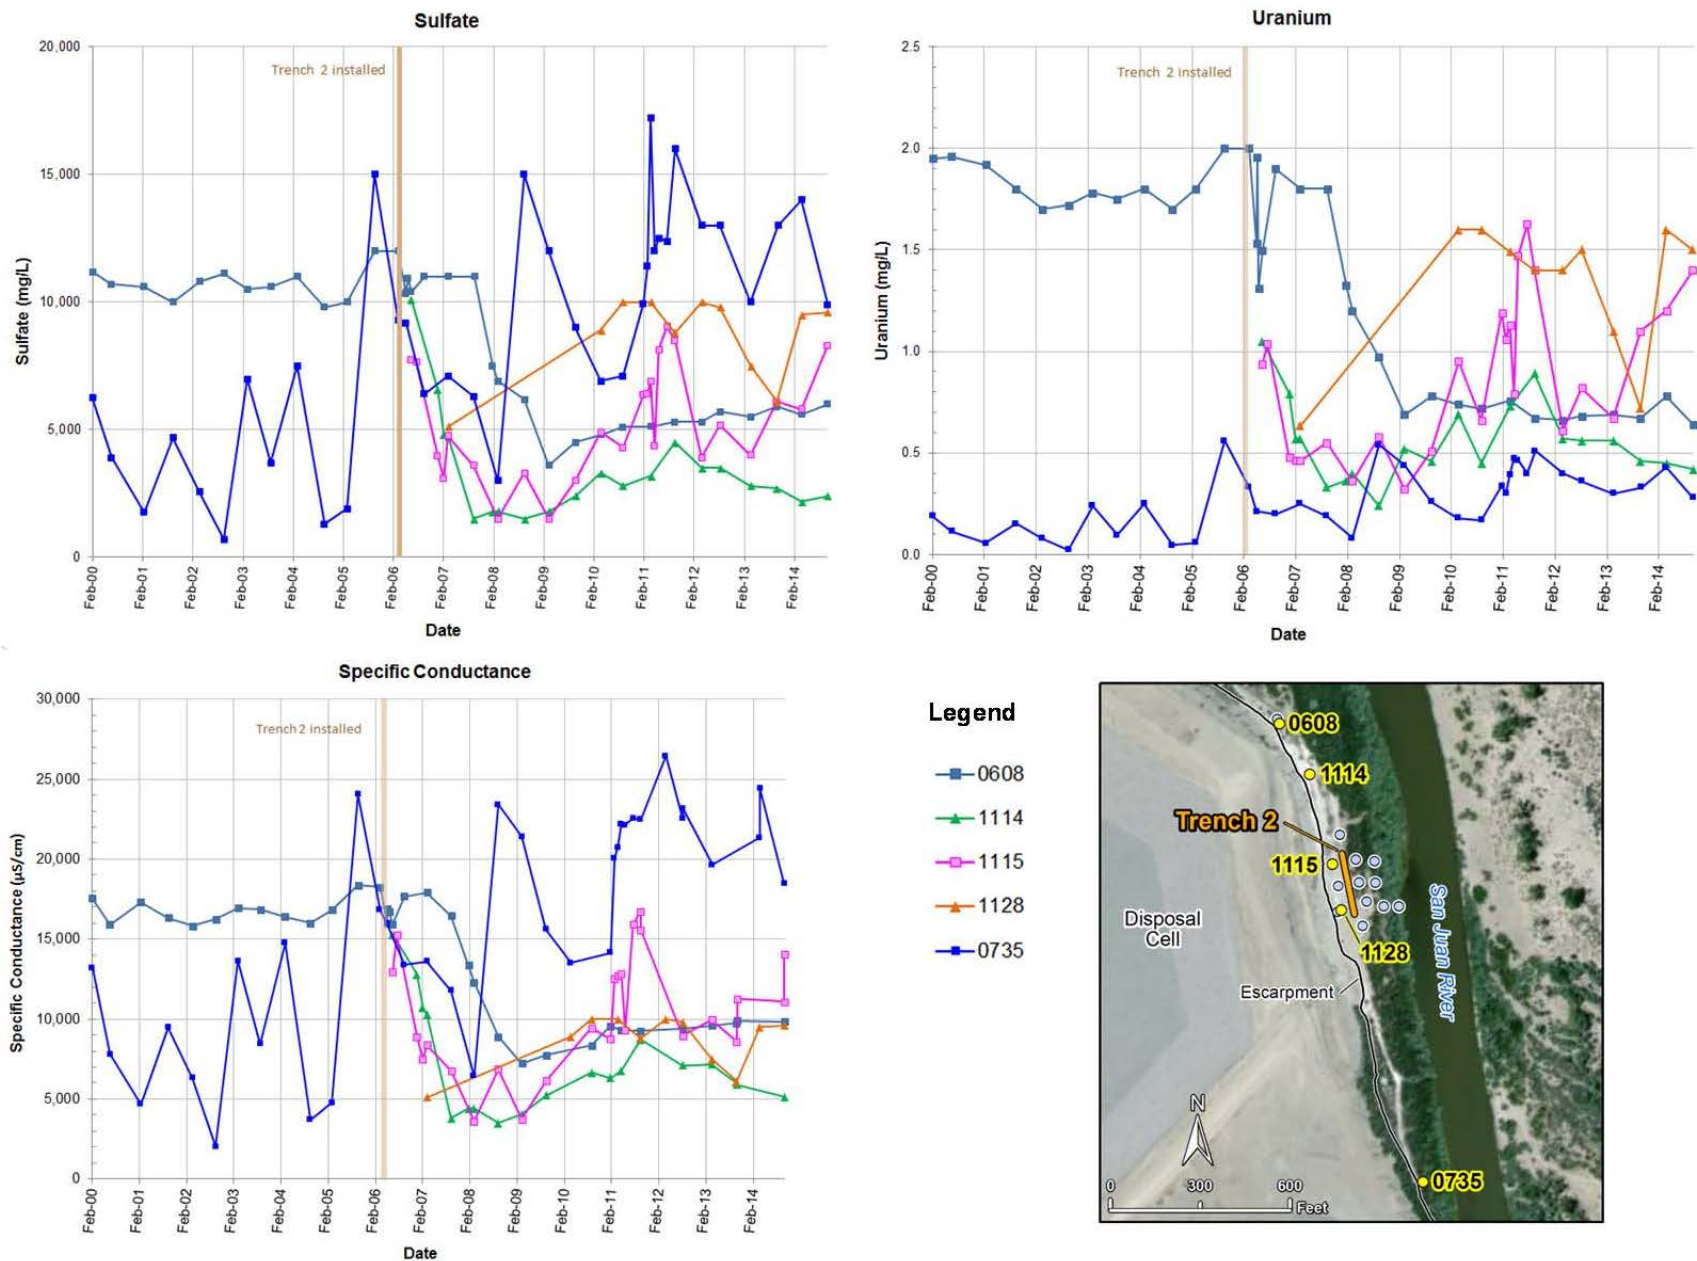 Sulfate
20,000
15,000
10,000
5,000
0
Sulfate (mg/L)
Trench 2 installed
Feb-00
Feb-01
Feb-02
Feb-03
Feb-04
Feb-05
Feb-06
Feb-07
Feb-08
Feb-09
Feb-10
Feb-11
Feb-12
Feb-13
Feb-14
Date
Uranium
2.5
2.0
1.5
1.0
0.5
0.0
Uranium (mg/L)
Trench 2 installed
Feb-00
Feb-01
Feb-02
Feb-03
Feb-04
Feb-05
Feb-06
Feb-07
Feb-08
Feb-09
Feb-10
Feb-11
Feb-12
Feb-13
Feb-14
Date
Specific Conductance
30,000
25,000
20,000
15,000
10,000
5,000
0
Specific Conductance (µS/cm)
Trench 2 installed
Feb-00
Feb-01
Feb-02
Feb-03
Feb-04
Feb-05
Feb-06
Feb-07
Feb-08
Feb-09
Feb-10
Feb-11
Feb-12
Feb-13
Feb-14
Date
Legend
0608
1114
1115
1128
0735
0608
1114
Trench 2
1115
Disposal
Cell
1128
San Juan River
Escarpment
N
0 300 600
Feet
0735